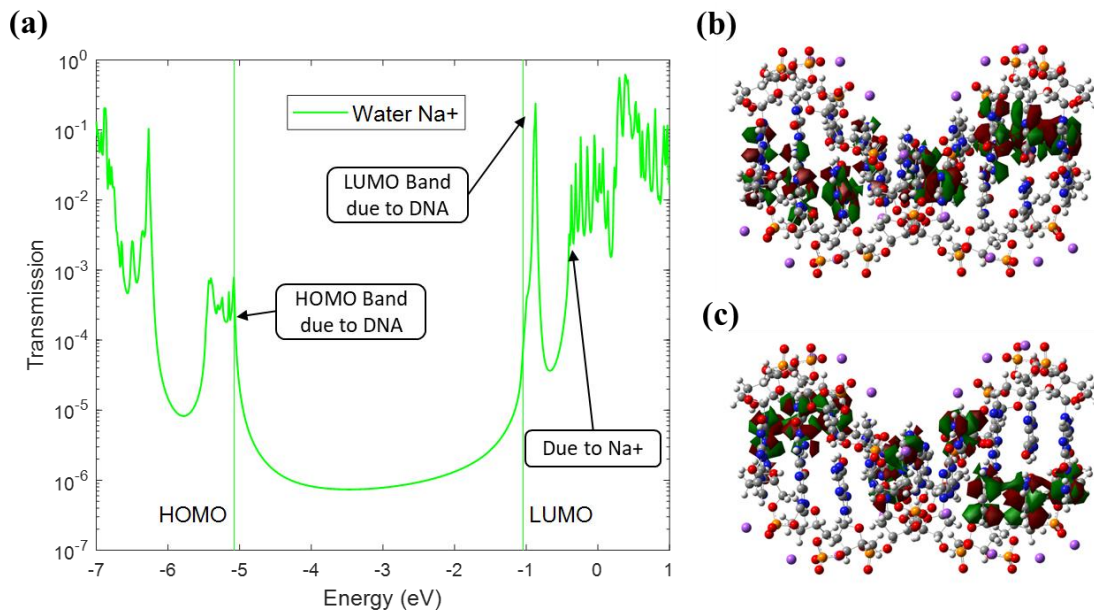 (a)
(b)
10^0
10^-1
10^-2
10^-3
10^-4
10^-5
10^-6
10^-7
Transmission
Water Na+
LUMO Band
due to DNA
HOMO Band
due to DNA
Due to Na+
HOMO
LUMO
-7
-6
-5
-4
-3
-2
-1
0
1
Energy (eV)
(c)